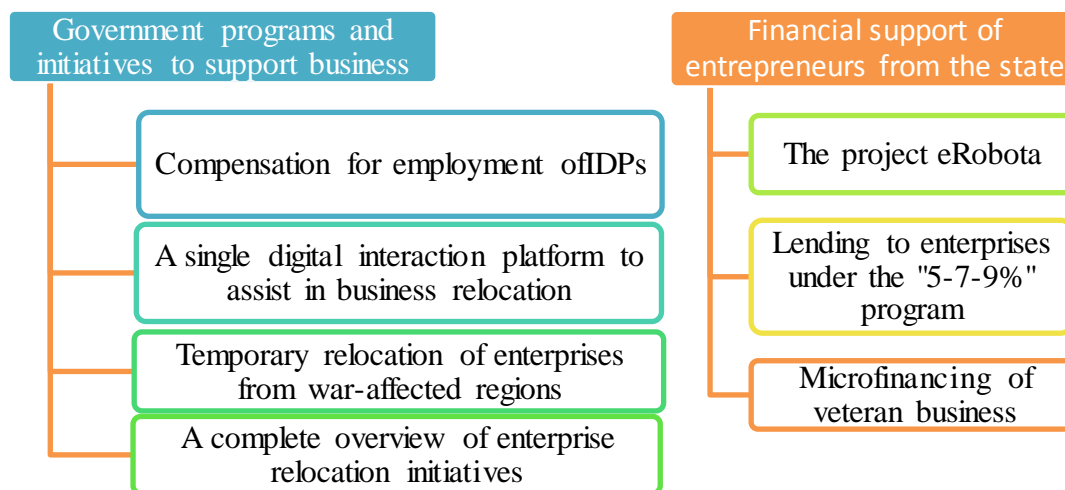 Government programs and
initiatives to support business
Compensation for employment ofIDPs
A single digital interaction platform to
assist in business relocation
Temporary relocation of enterprises
from war-affected regions
A complete overview of enterprise
relocation initiatives
Financial support of
entrepreneurs from the state
The project eRobota
Lending to enterprises
under the "5-7-9%"
program
Microfinancing of
veteran business